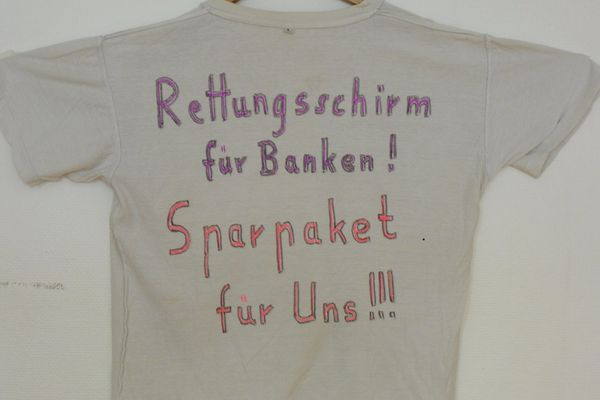 Rettungsschirm
für Banken!
Sparpaket
für Uns!!!